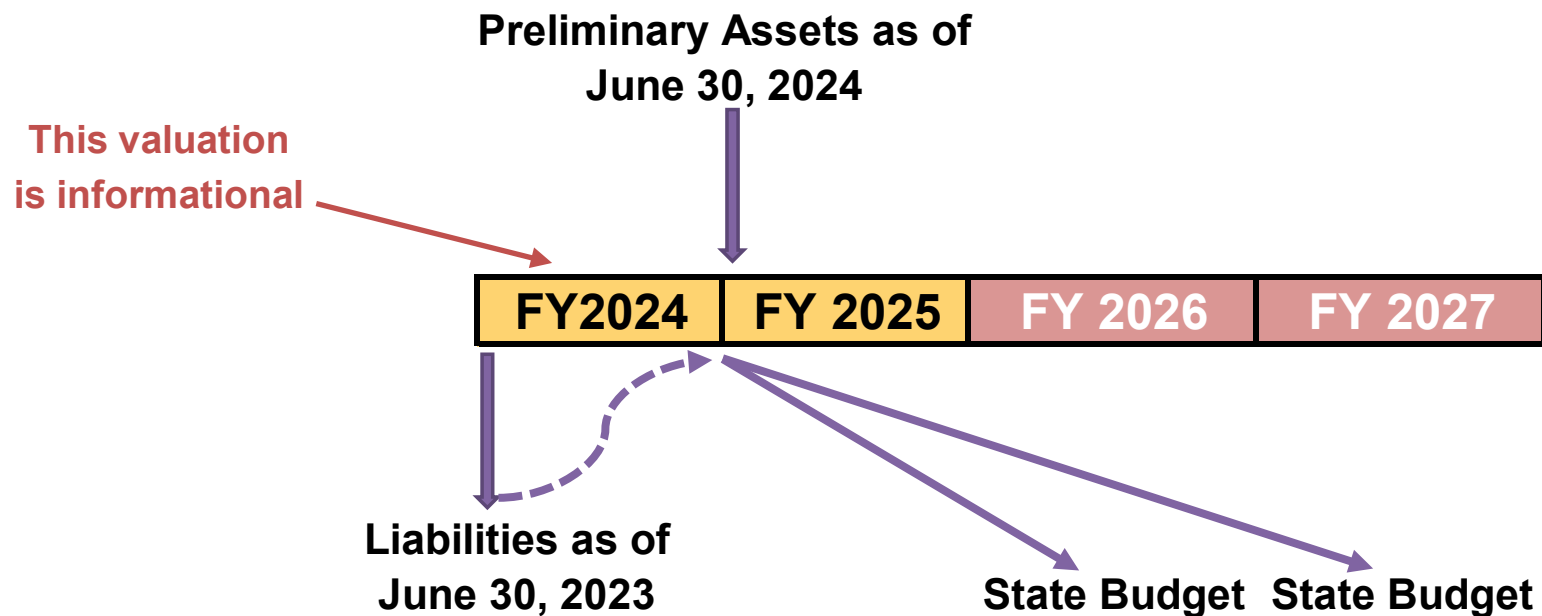 Preliminary Assets as of
June 30, 2024
This valuation
is informational
FY2024
FY 2025
FY 2026
FY 2027
Liabilities as of
June 30, 2023
State Budget
State Budget